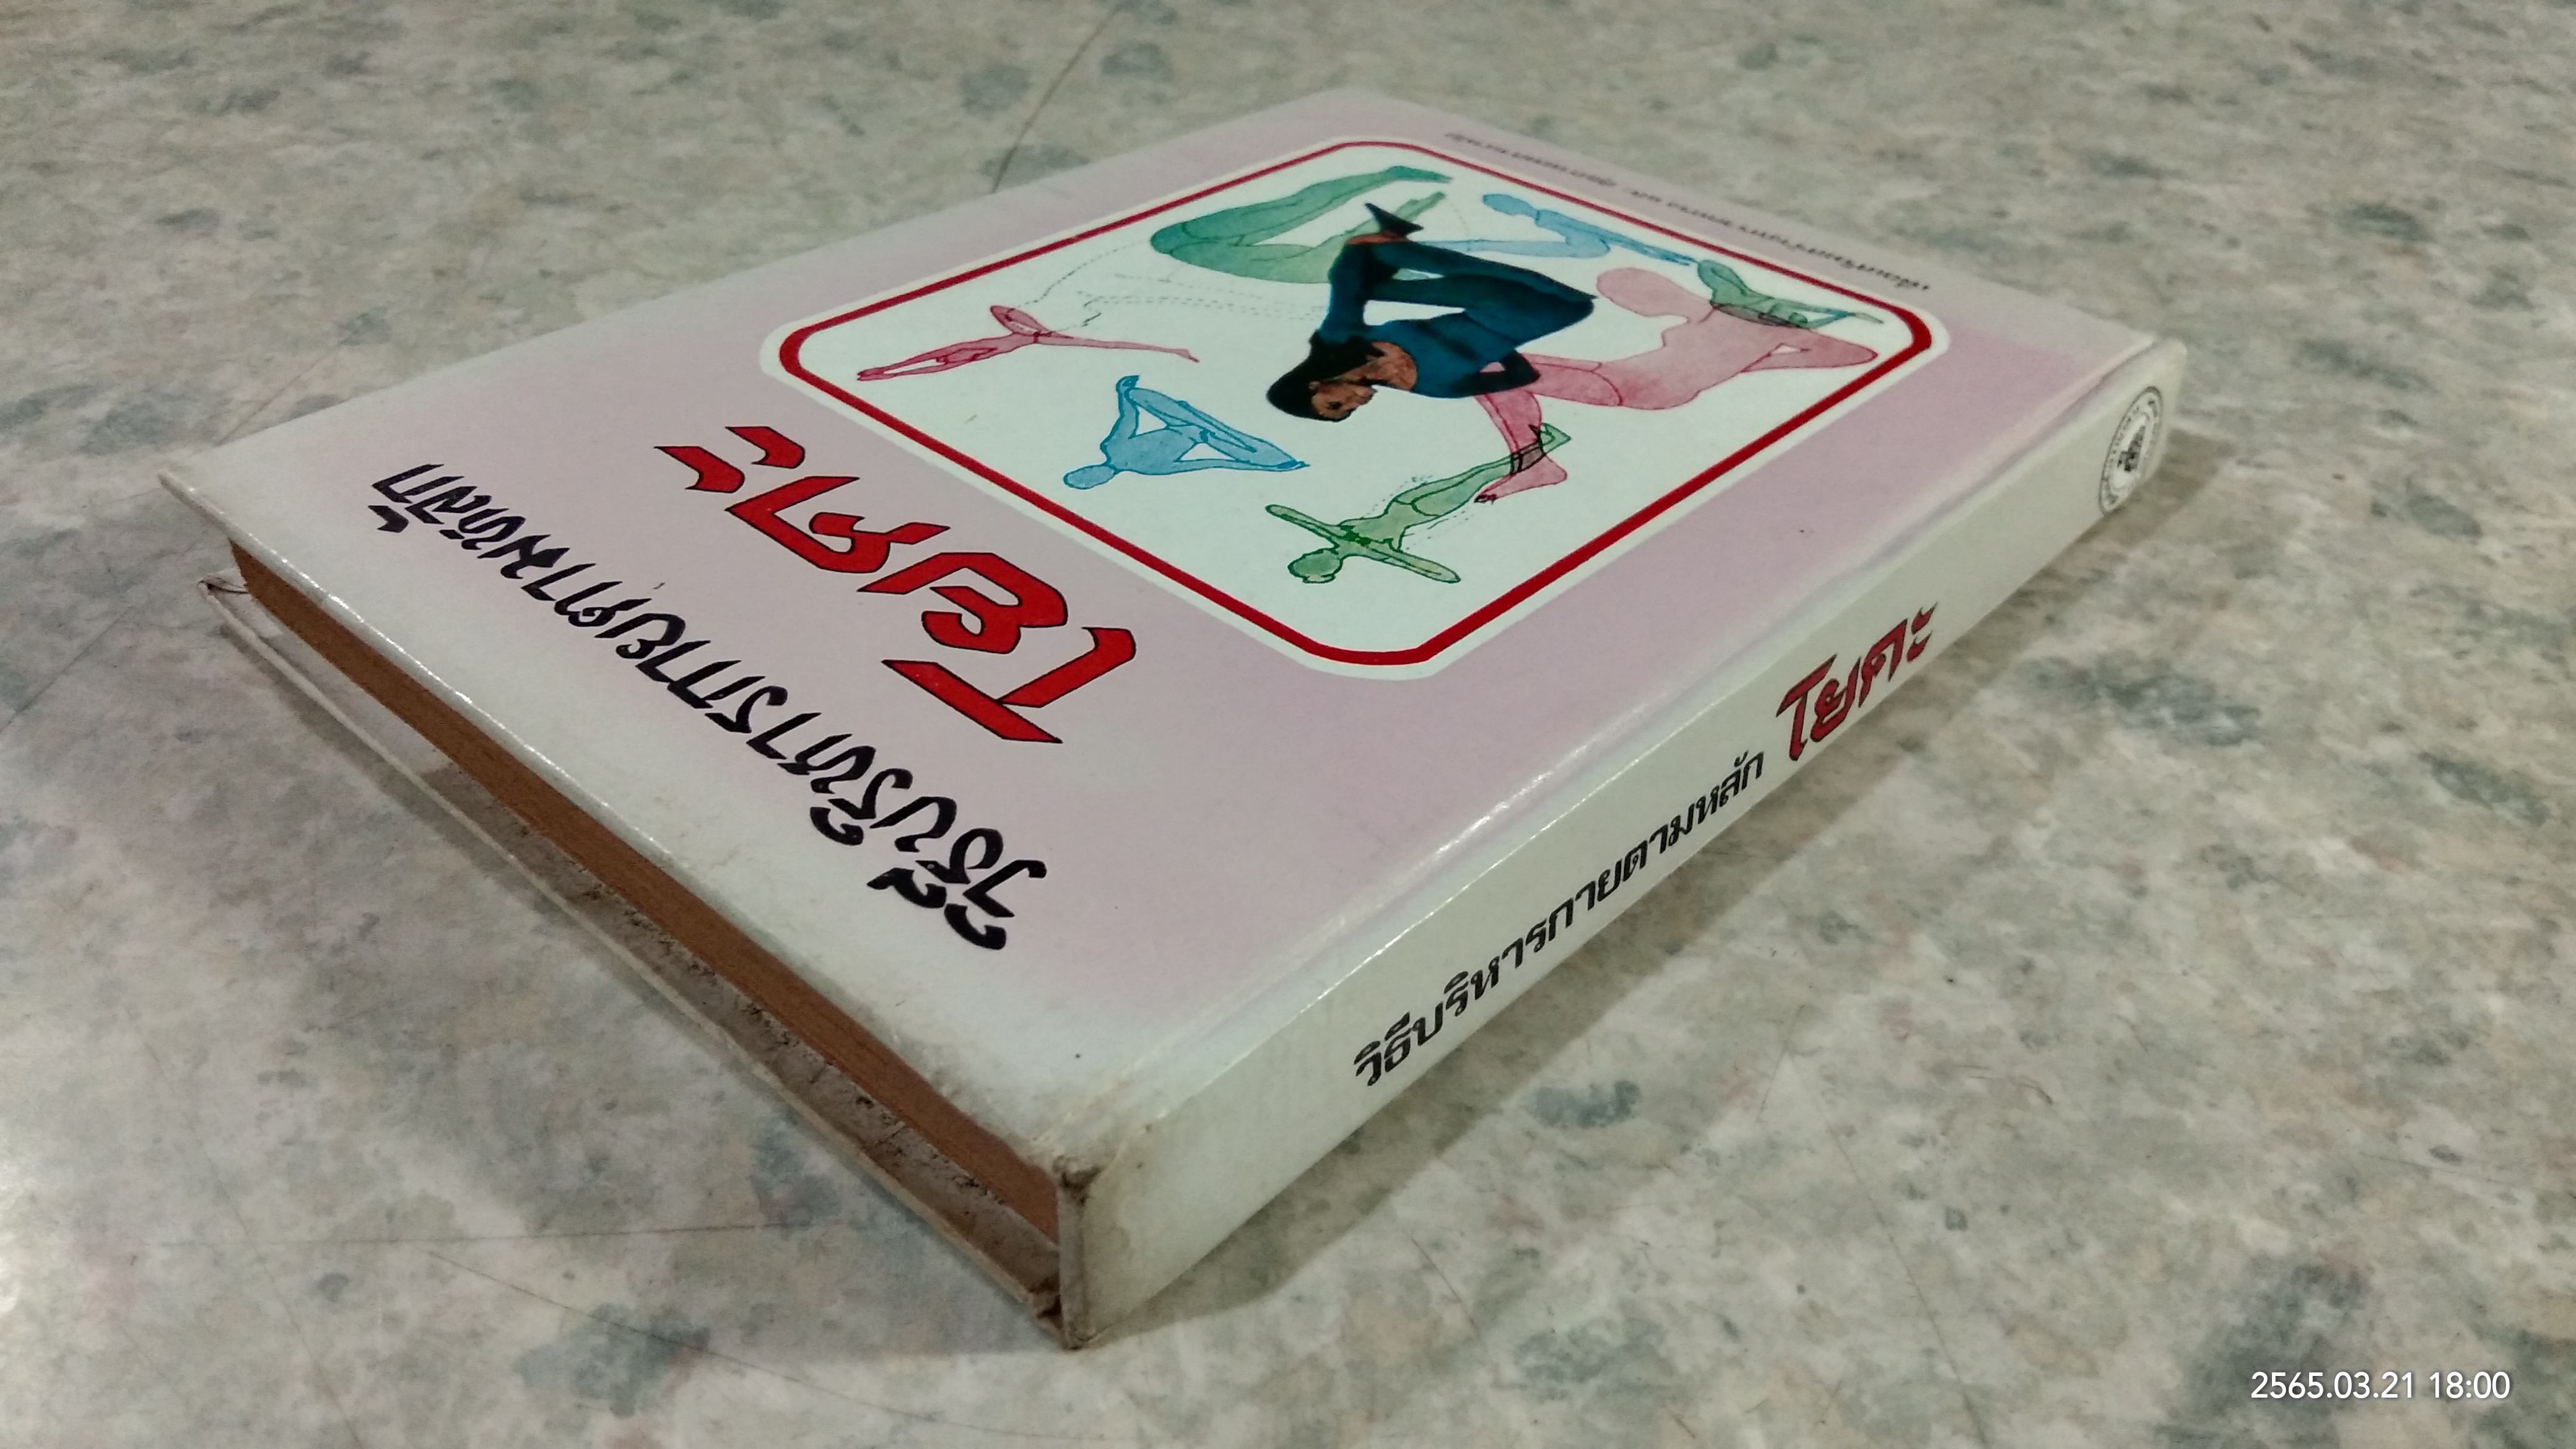 วิธีบริหารกายตามหลัก
โยคะ
วิธีบริหารกายตามหลัก โยคะ
2565.03.21 18:00